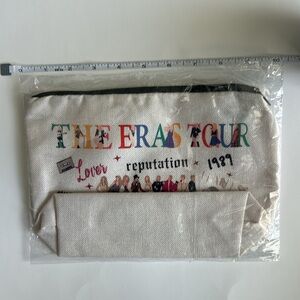 THE ERAS TOUR
Lover reputation 1989